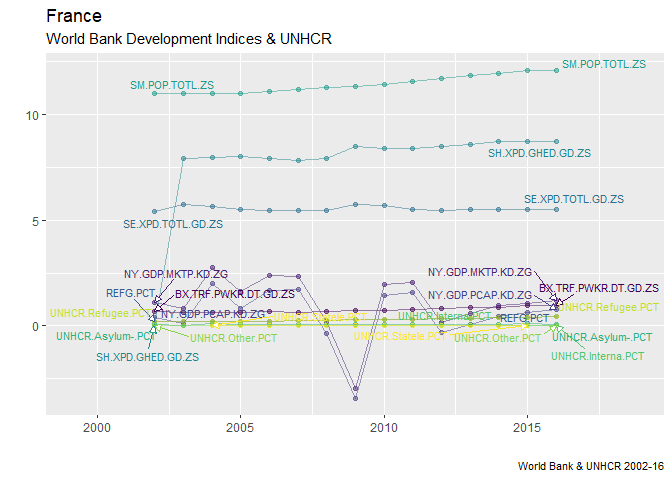 France
World Bank Development Indices & UNHCR
SM.POP.TOTL.ZS
SM.POP.TOTL.ZS
10
SH.XPD.GHED.GD.ZS
SE.XPD.TOTL.GD.ZS
SE.XPD.TOTL.GD.ZS
5
NY.GDP.MKTP.KD.ZG
NY.GDP.MKTP.KD.ZG
REFG.PCT
BX.TRF.PWKR.DT.GD.ZS
NY.GDP.PCAP.KD.ZG
BX.TRF.PWKR.DT.GD.ZS
UNHCR.Refugee.PCT
NY.GDP.PCAP.KD.ZG
UNHCR.Interna.PCT
REFG.PCT
UNHCR.Refugee.PCT
0
UNHCR.Asylum-.PCT
UNHCR.Other.PCT
UNHCR.Statele.PCT
UNHCR.Other.PCT
UNHCR.Asylum-.PCT
SH.XPD.GHED.GD.ZS
UNHCR.Interna.PCT
2000
2005
2010
2015
World Bank & UNHCR 2002-16